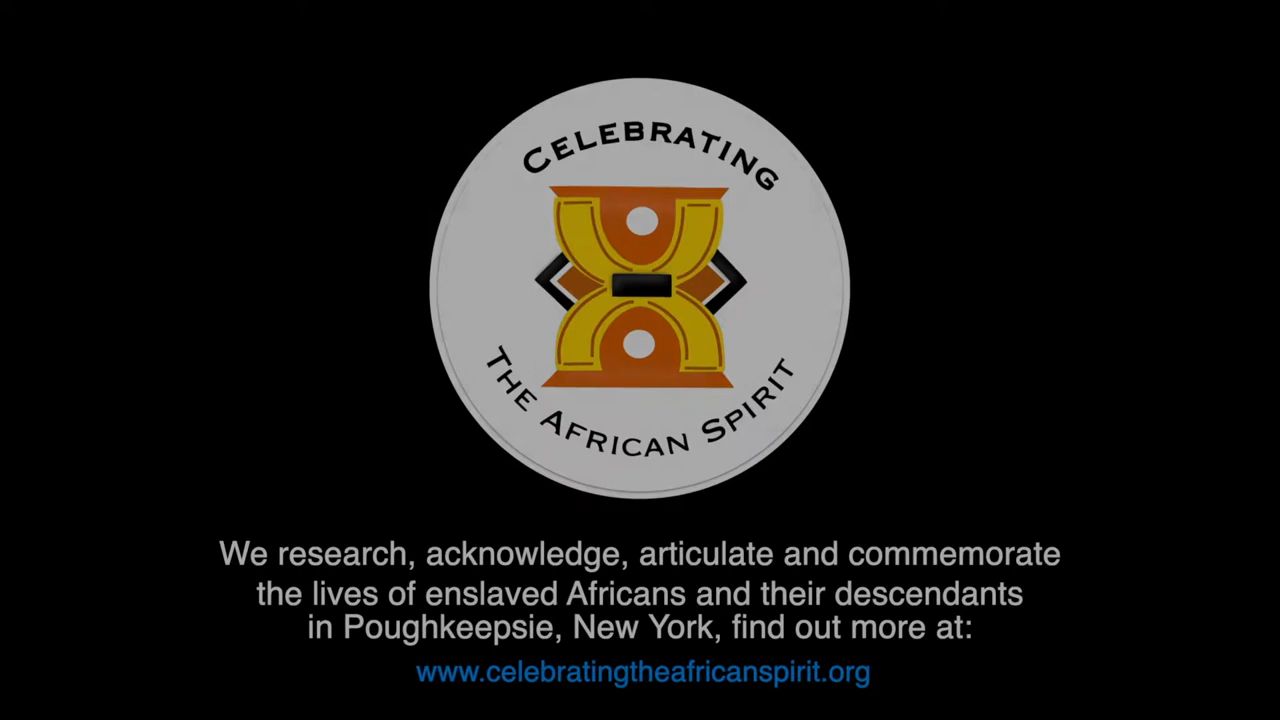 CELEBRATING
THE AFRICAN SPIRIT
We research, acknowledge, articulate and commemorate
the lives of enslaved Africans and their descendants
in Poughkeepsie, New York, find out more at:
www.celebratingtheafricanspirit.org